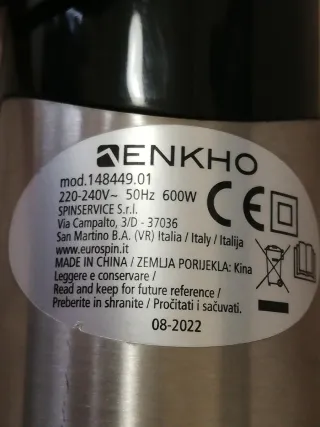 ENKHO
mod.148449.01
220-240V~ 50Hz 600W
SPINSERVICE S.r.l.
Via Campalto, 3/D - 37036
San Martino B.A. (VR) Italia / Italy / Italija
www.eurospin.it
MADE IN CHINA / ZEMLJA PORIJEKLA: Kina
Leggere e conservare /
Read and keep for future reference /
Preberite in shranite / Pročitati i sačuvati.
08-2022
CE